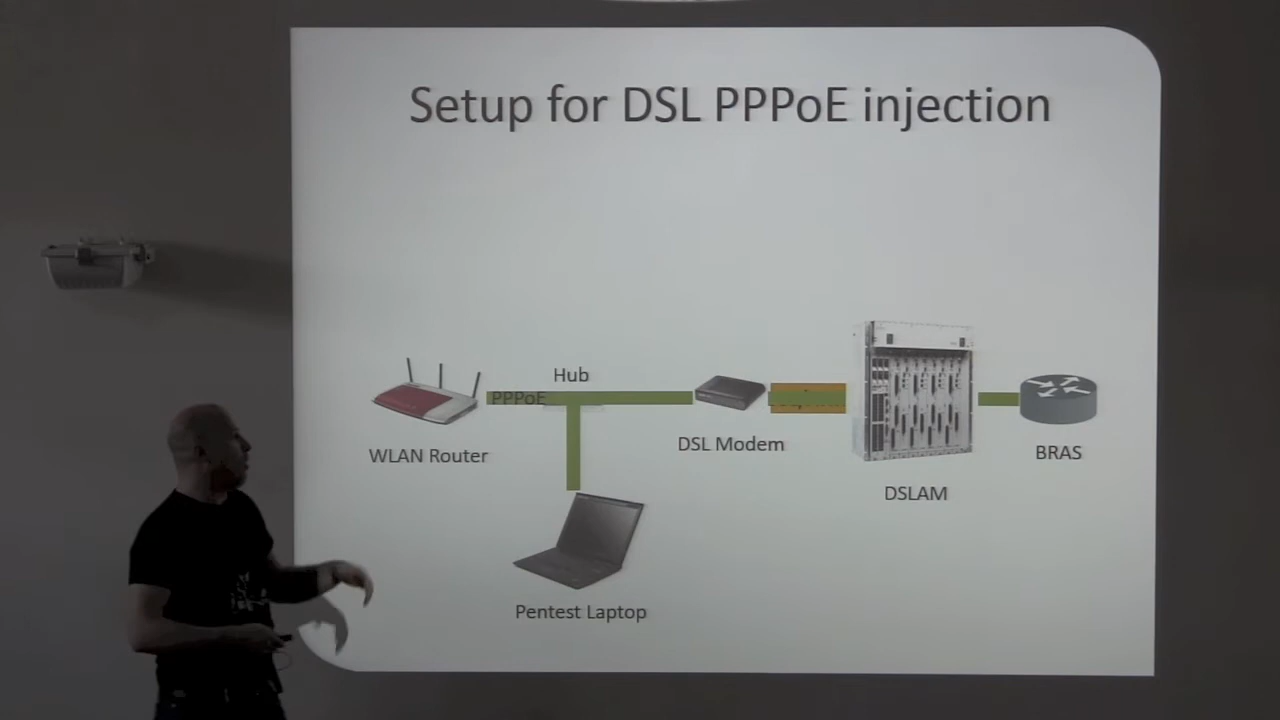 Setup for DSL PPPoE injection
Hub
PPPoE
WLAN Router
DSL Modem
DSLAM
BRAS
Pentest Laptop